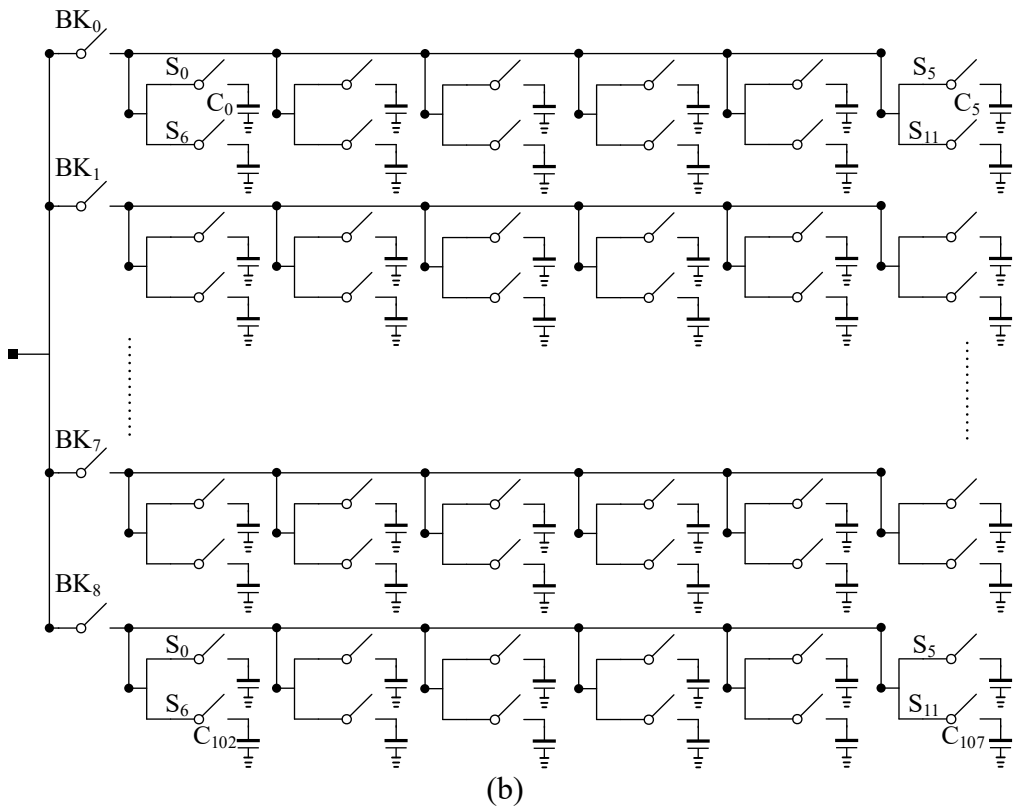 BK₀
S₀ S₅
C₀ C₅
S₆ S₁₁
BK₁
BK₇
BK₈
S₀ S₅
S₆ S₁₁
C₁₀₂ C₁₀₇
(b)